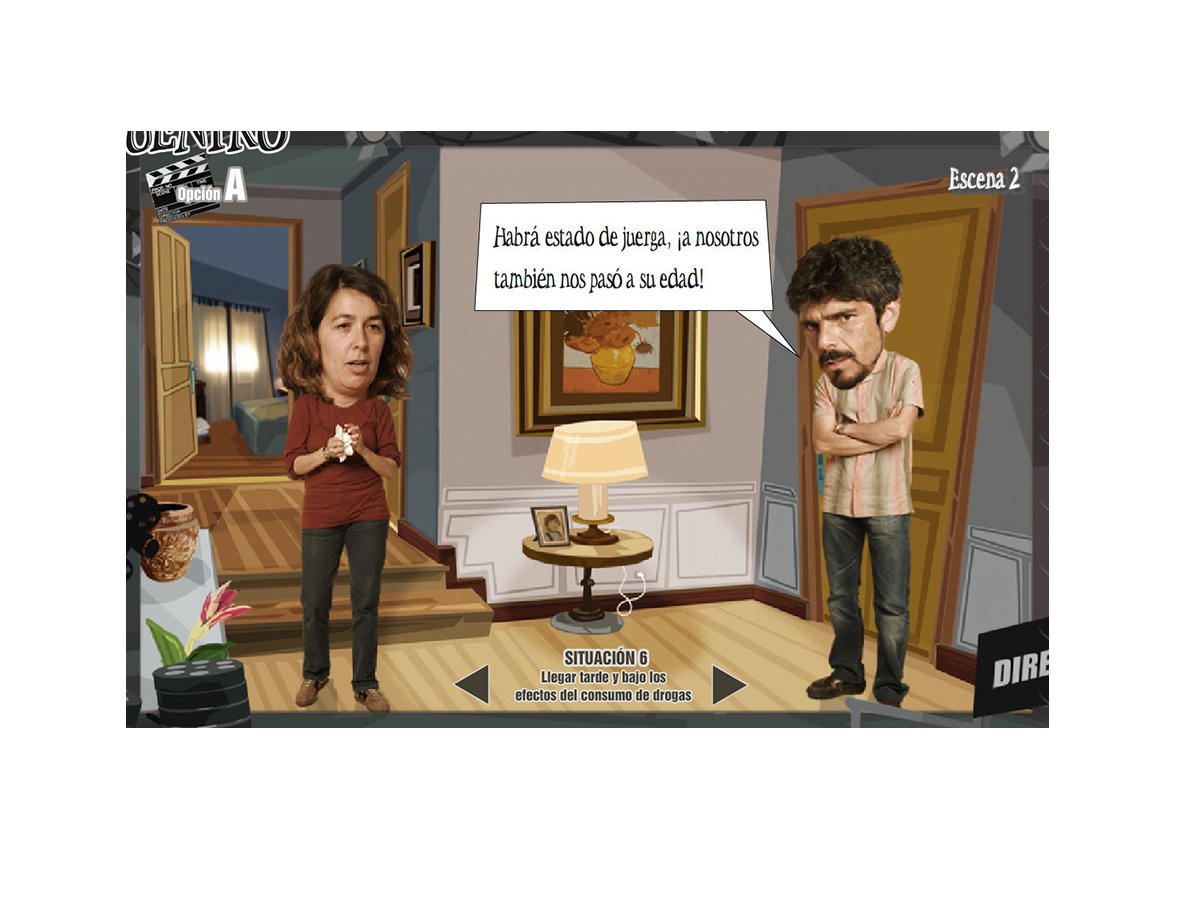 Opción A
Escena 2
Habrá estado de juerga, ¡a nosotros
también nos pasó a su edad!
SITUACIÓN 6
Llegar tarde y bajo los
efectos del consumo de drogas
DIRE